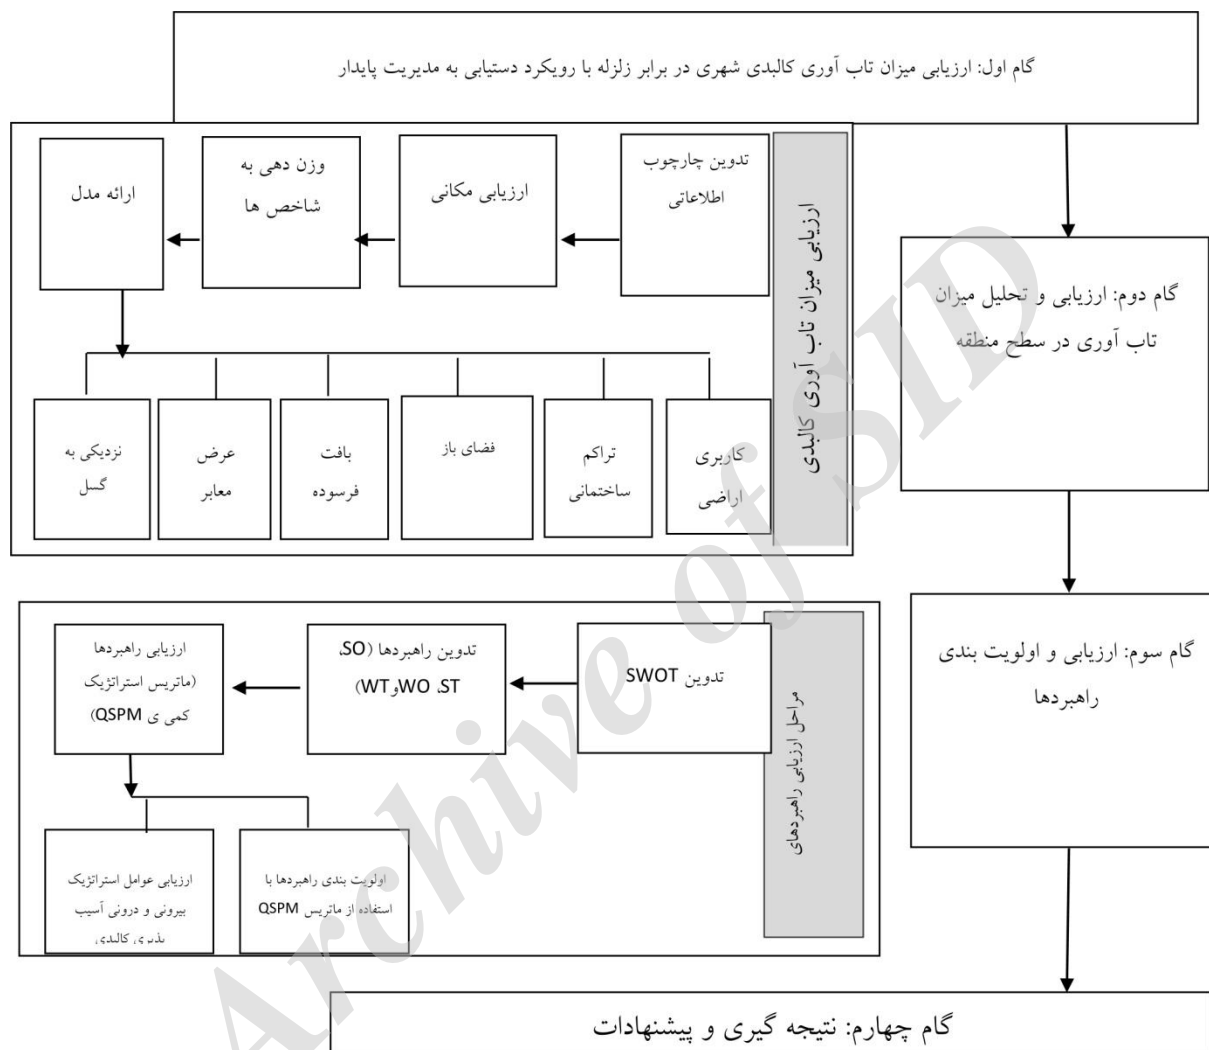 گام اول: ارزیابی میزان تاب آوری کالبدی شهری در برابر زلزله با رویکرد دستیابی به مدیریت پایدار
ارزیابی میزان تاب آوری کالبدی
تدوین چارچوب
اطلاعاتی
ارزیابی مکانی
وزن دهی به
شاخص ها
ارائه مدل
کاربری
اراضی
تراکم
ساختمانی
فضای باز
بافت
فرسوده
عرض
معابر
نزدیکی به
گسل
گام دوم: ارزیابی و تحلیل میزان
تاب آوری در سطح منطقه
گام سوم: ارزیابی و اولویت بندی
راهبردها
مراحل ارزیابی راهبردهای
تدوین SWOT
تدوین راهبردها (SO،
ST، WO وWT)
ارزیابی راهبردها
(ماتریس استراتژیک
کمی ی QSPM)
اولویت بندی راهبردها با
استفاده از ماتریس QSPM
ارزیابی عوامل استراتژیک
بیرونی و درونی آسیب
پذیری کالبدی
گام چهارم: نتیجه گیری و پیشنهادات
Archive of SID